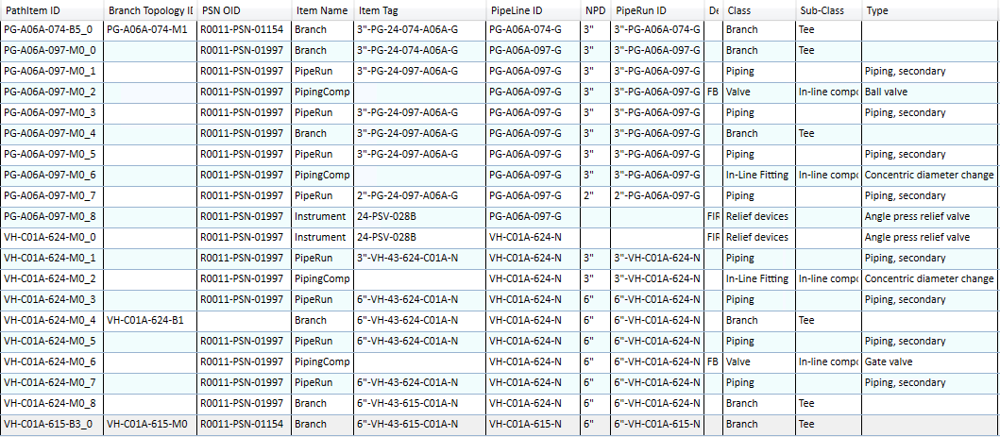 PathItem ID Branch Topology ID PSN OID Item Name Item Tag PipeLine ID NPD PipeRun ID De Class Sub-Class Type
PG-A06A-074-B5_0 PG-A06A-074-M1 R0011-PSN-01154 Branch 3"-PG-24-074-A06A-G PG-A06A-074-G 3" 3"-PG-A06A-074-G Branch Tee
PG-A06A-097-M0_0 R0011-PSN-01997 Branch 3"-PG-24-097-A06A-G PG-A06A-097-G 3" 3"-PG-A06A-097-G Branch Tee
PG-A06A-097-M0_1 R0011-PSN-01997 PipeRun 3"-PG-24-097-A06A-G PG-A06A-097-G 3" 3"-PG-A06A-097-G Piping Piping, secondary
PG-A06A-097-M0_2 R0011-PSN-01997 PipingComp PG-A06A-097-G 3" 3"-PG-A06A-097-G FB Valve In-line compo Ball valve
PG-A06A-097-M0_3 R0011-PSN-01997 PipeRun 3"-PG-24-097-A06A-G PG-A06A-097-G 3" 3"-PG-A06A-097-G Piping Piping, secondary
PG-A06A-097-M0_4 R0011-PSN-01997 Branch 3"-PG-24-097-A06A-G PG-A06A-097-G 3" 3"-PG-A06A-097-G Branch Tee
PG-A06A-097-M0_5 R0011-PSN-01997 PipeRun 3"-PG-24-097-A06A-G PG-A06A-097-G 3" 3"-PG-A06A-097-G Piping Piping, secondary
PG-A06A-097-M0_6 R0011-PSN-01997 PipingComp PG-A06A-097-G 3" 3"-PG-A06A-097-G In-Line Fitting In-line compo Concentric diameter change
PG-A06A-097-M0_7 R0011-PSN-01997 PipeRun 2"-PG-24-097-A06A-G PG-A06A-097-G 2" 2"-PG-A06A-097-G Piping Piping, secondary
PG-A06A-097-M0_8 R0011-PSN-01997 Instrument 24-PSV-028B PG-A06A-097-G FIR Relief devices Angle press relief valve
VH-C01A-624-M0_0 R0011-PSN-01997 Instrument 24-PSV-028B VH-C01A-624-N FIR Relief devices Angle press relief valve
VH-C01A-624-M0_1 R0011-PSN-01997 PipeRun 3"-VH-43-624-C01A-N VH-C01A-624-N 3" 3"-VH-C01A-624-N Piping Piping, secondary
VH-C01A-624-M0_2 R0011-PSN-01997 PipingComp VH-C01A-624-N 3" 3"-VH-C01A-624-N In-Line Fitting In-line compo Concentric diameter change
VH-C01A-624-M0_3 R0011-PSN-01997 PipeRun 6"-VH-43-624-C01A-N VH-C01A-624-N 6" 6"-VH-C01A-624-N Piping Piping, secondary
VH-C01A-624-M0_4 VH-C01A-624-B1 Branch 6"-VH-43-624-C01A-N VH-C01A-624-N 6" 6"-VH-C01A-624-N Branch Tee
VH-C01A-624-M0_5 R0011-PSN-01997 PipeRun 6"-VH-43-624-C01A-N VH-C01A-624-N 6" 6"-VH-C01A-624-N Piping Piping, secondary
VH-C01A-624-M0_6 R0011-PSN-01997 PipingComp VH-C01A-624-N 6" 6"-VH-C01A-624-N FB Valve In-line compo Gate valve
VH-C01A-624-M0_7 R0011-PSN-01997 PipeRun 6"-VH-43-624-C01A-N VH-C01A-624-N 6" 6"-VH-C01A-624-N Piping Piping, secondary
VH-C01A-624-M0_8 R0011-PSN-01997 Branch 6"-VH-43-615-C01A-N VH-C01A-624-N 6" 6"-VH-C01A-624-N Branch Tee
VH-C01A-615-B3_0 VH-C01A-615-M0 R0011-PSN-01154 Branch 6"-VH-43-615-C01A-N VH-C01A-615-N 6" 6"-VH-C01A-615-N Branch Tee